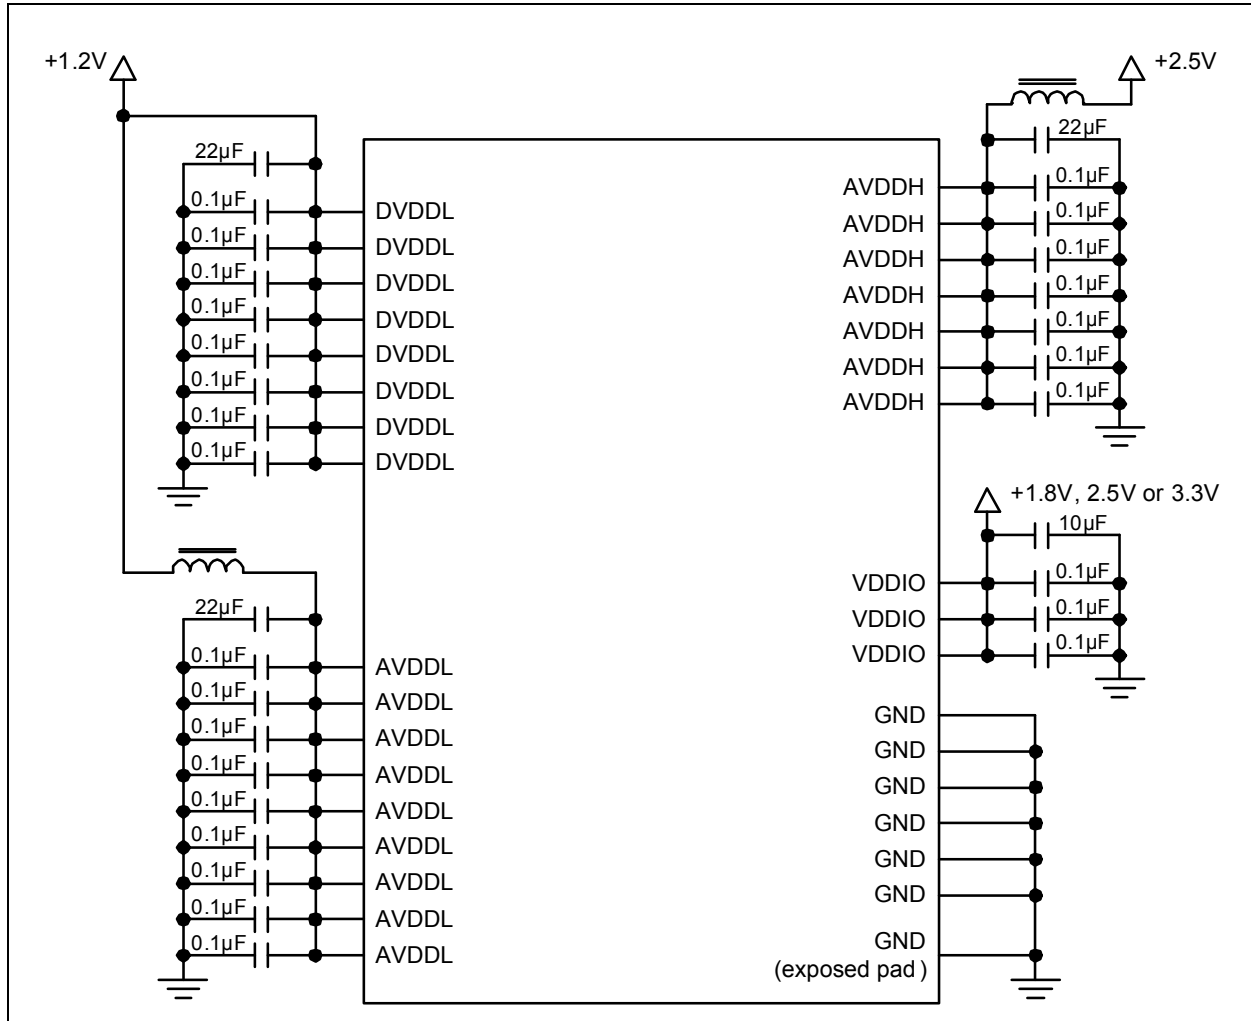 +1.2V
22µF
0.1µF
DVDDL
0.1µF
DVDDL
0.1µF
DVDDL
0.1µF
DVDDL
0.1µF
DVDDL
0.1µF
DVDDL
0.1µF
DVDDL
0.1µF
DVDDL
22µF
0.1µF
AVDDL
0.1µF
AVDDL
0.1µF
AVDDL
0.1µF
AVDDL
0.1µF
AVDDL
0.1µF
AVDDL
0.1µF
AVDDL
0.1µF
AVDDL
0.1µF
AVDDL
+2.5V
22µF
AVDDH
0.1µF
AVDDH
0.1µF
AVDDH
0.1µF
AVDDH
0.1µF
AVDDH
0.1µF
AVDDH
0.1µF
AVDDH
0.1µF
+1.8V, 2.5V or 3.3V
10µF
VDDIO
0.1µF
VDDIO
0.1µF
VDDIO
0.1µF
GND
GND
GND
GND
GND
GND
GND
(exposed pad)